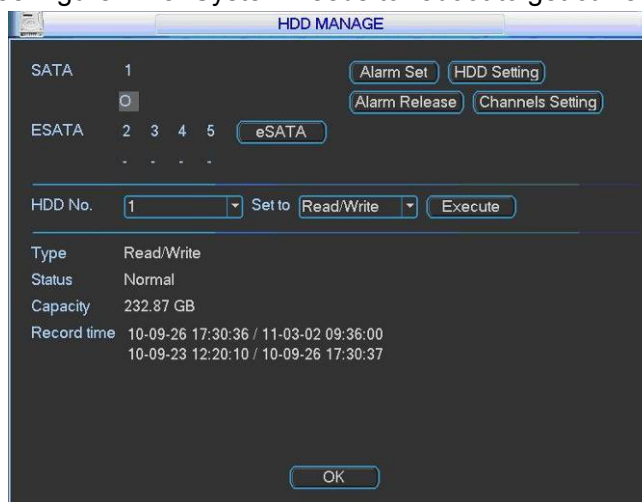 HDD MANAGE
SATA 1 Alarm Set HDD Setting
O Alarm Release Channels Setting
ESATA 2 3 4 5 eSATA
- - - -
HDD No. 1 Set to Read/Write Execute
Type Read/Write
Status Normal
Capacity 232.87 GB
Record time 10-09-26 17:30:36 / 11-03-02 09:36:00
10-09-23 12:20:10 / 10-09-26 17:30:37
OK